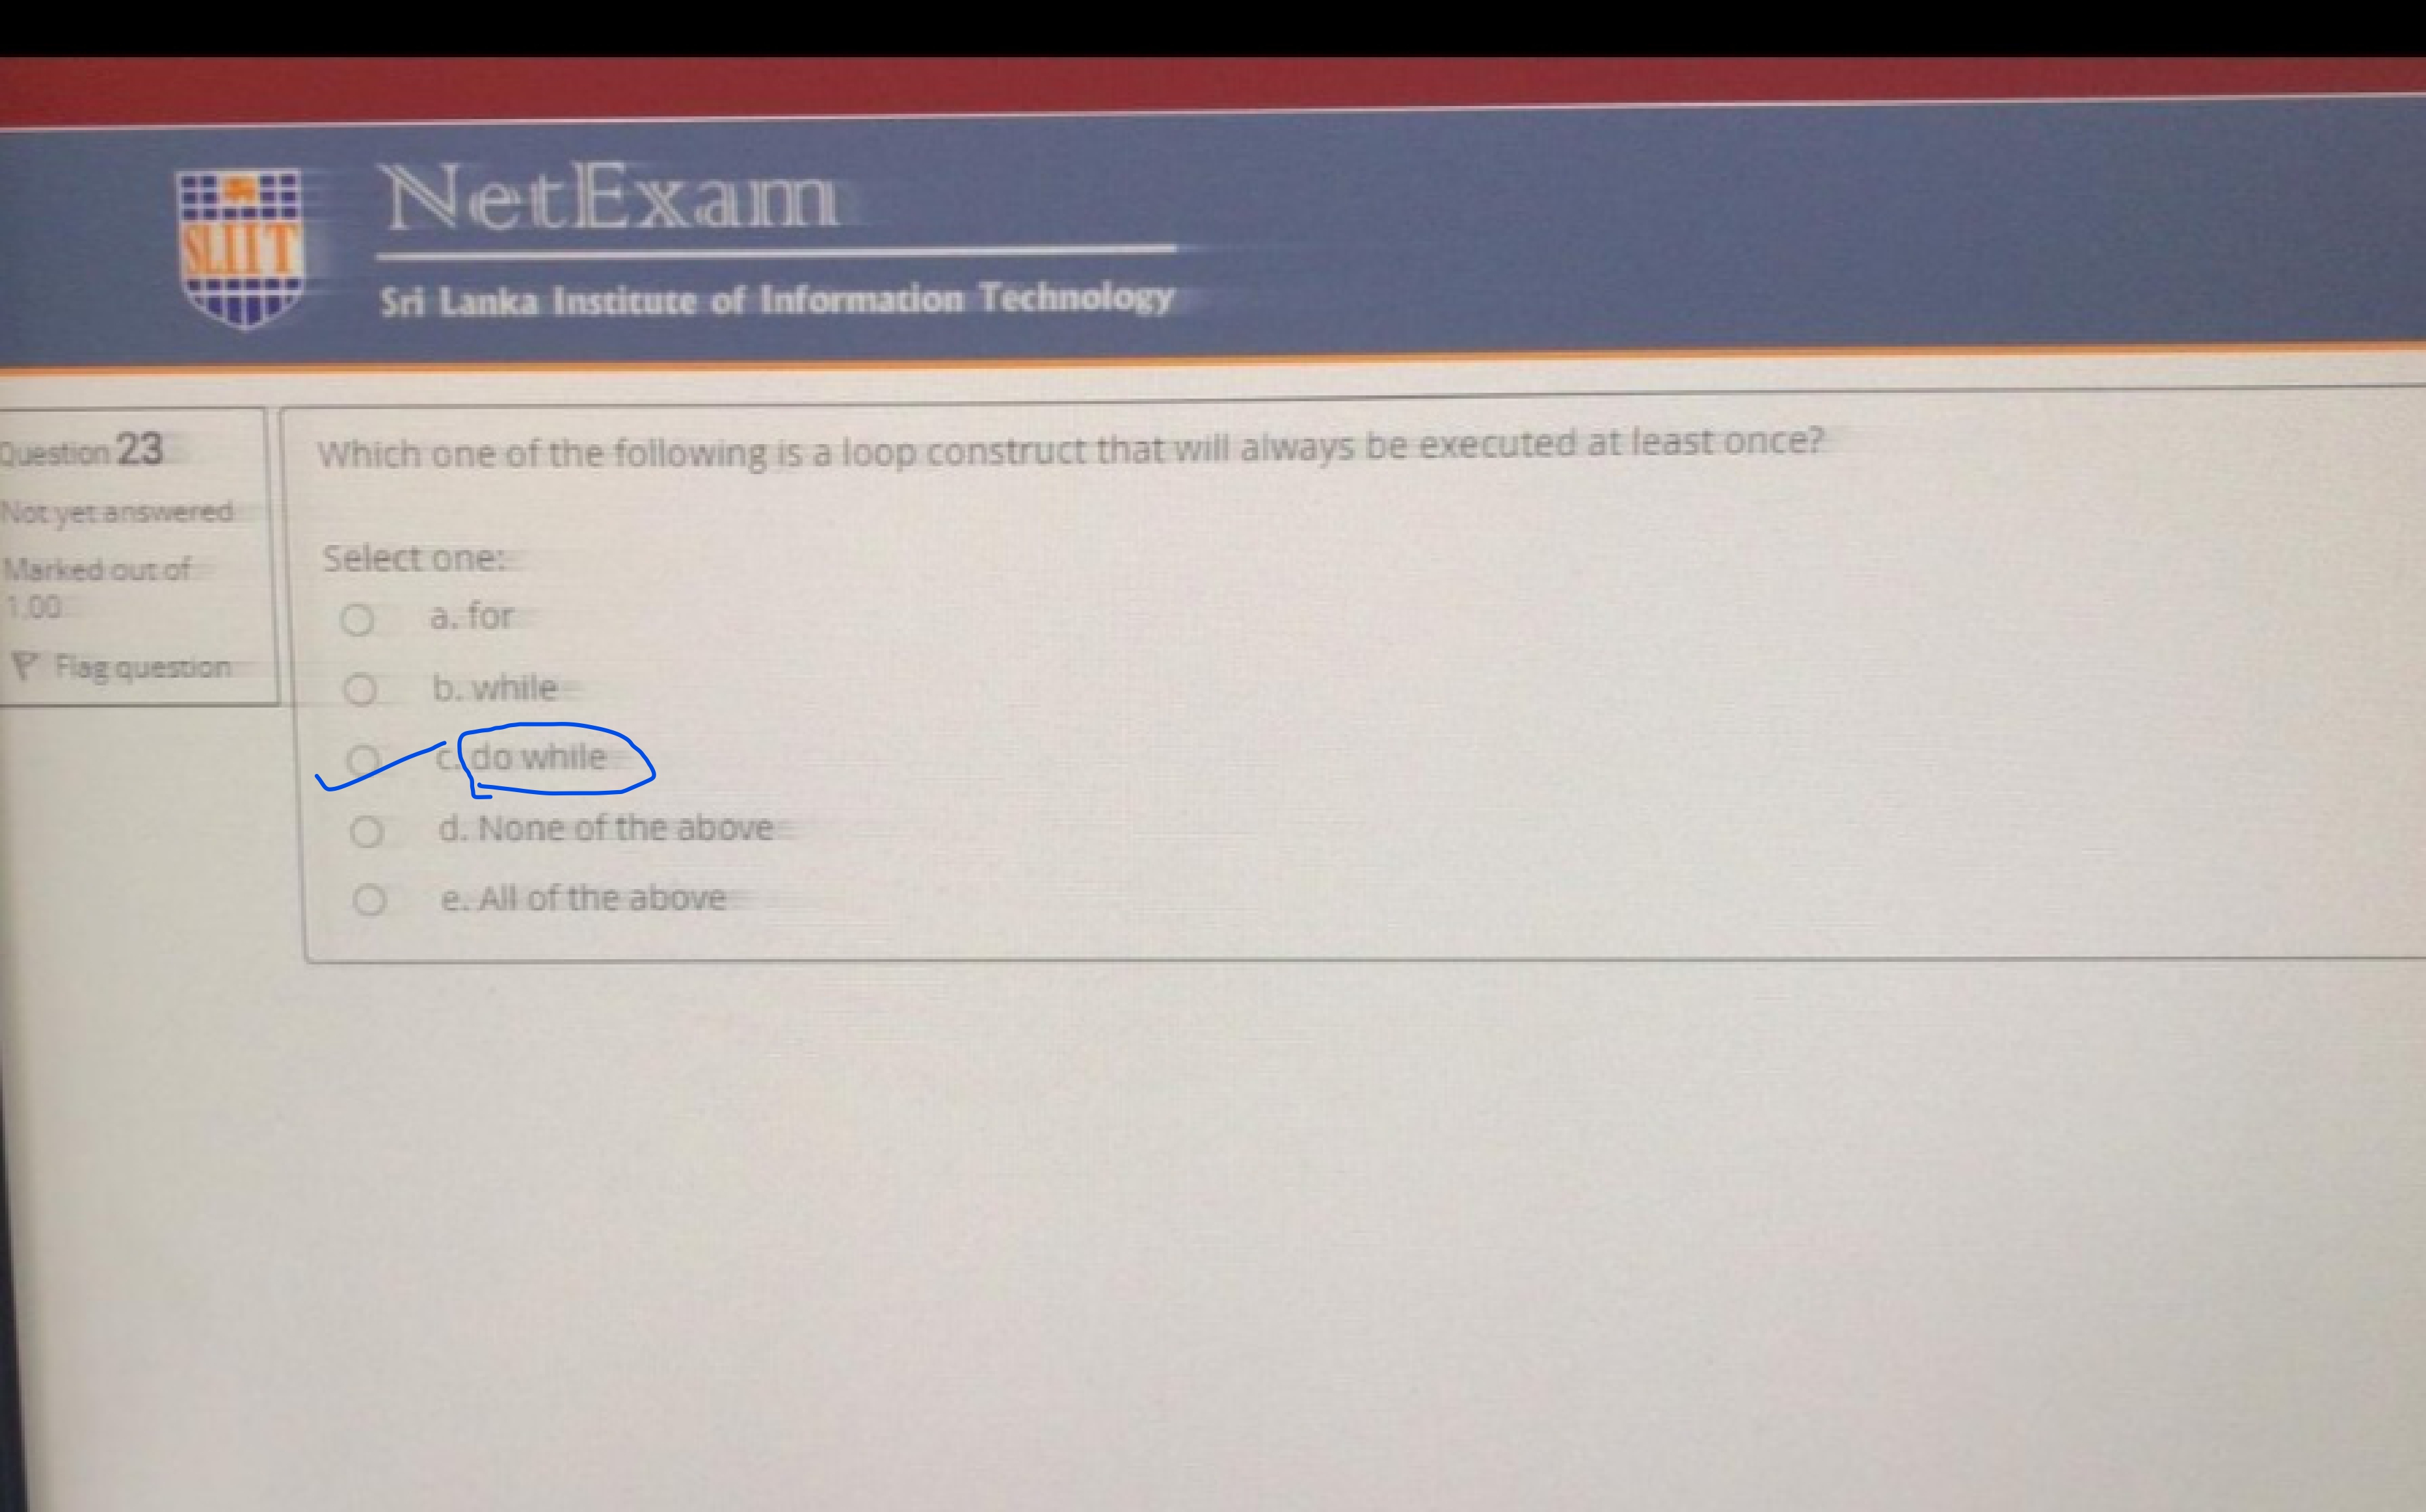 SLIIT
NetExam
Sri Lanka Institute of Information Technology
Question 23
Not yet answered
Marked out of
1.00
Flag question
Which one of the following is a loop construct that will always be executed at least once?
Select one:
a. for
b. while
c. do while
d. None of the above
e. All of the above